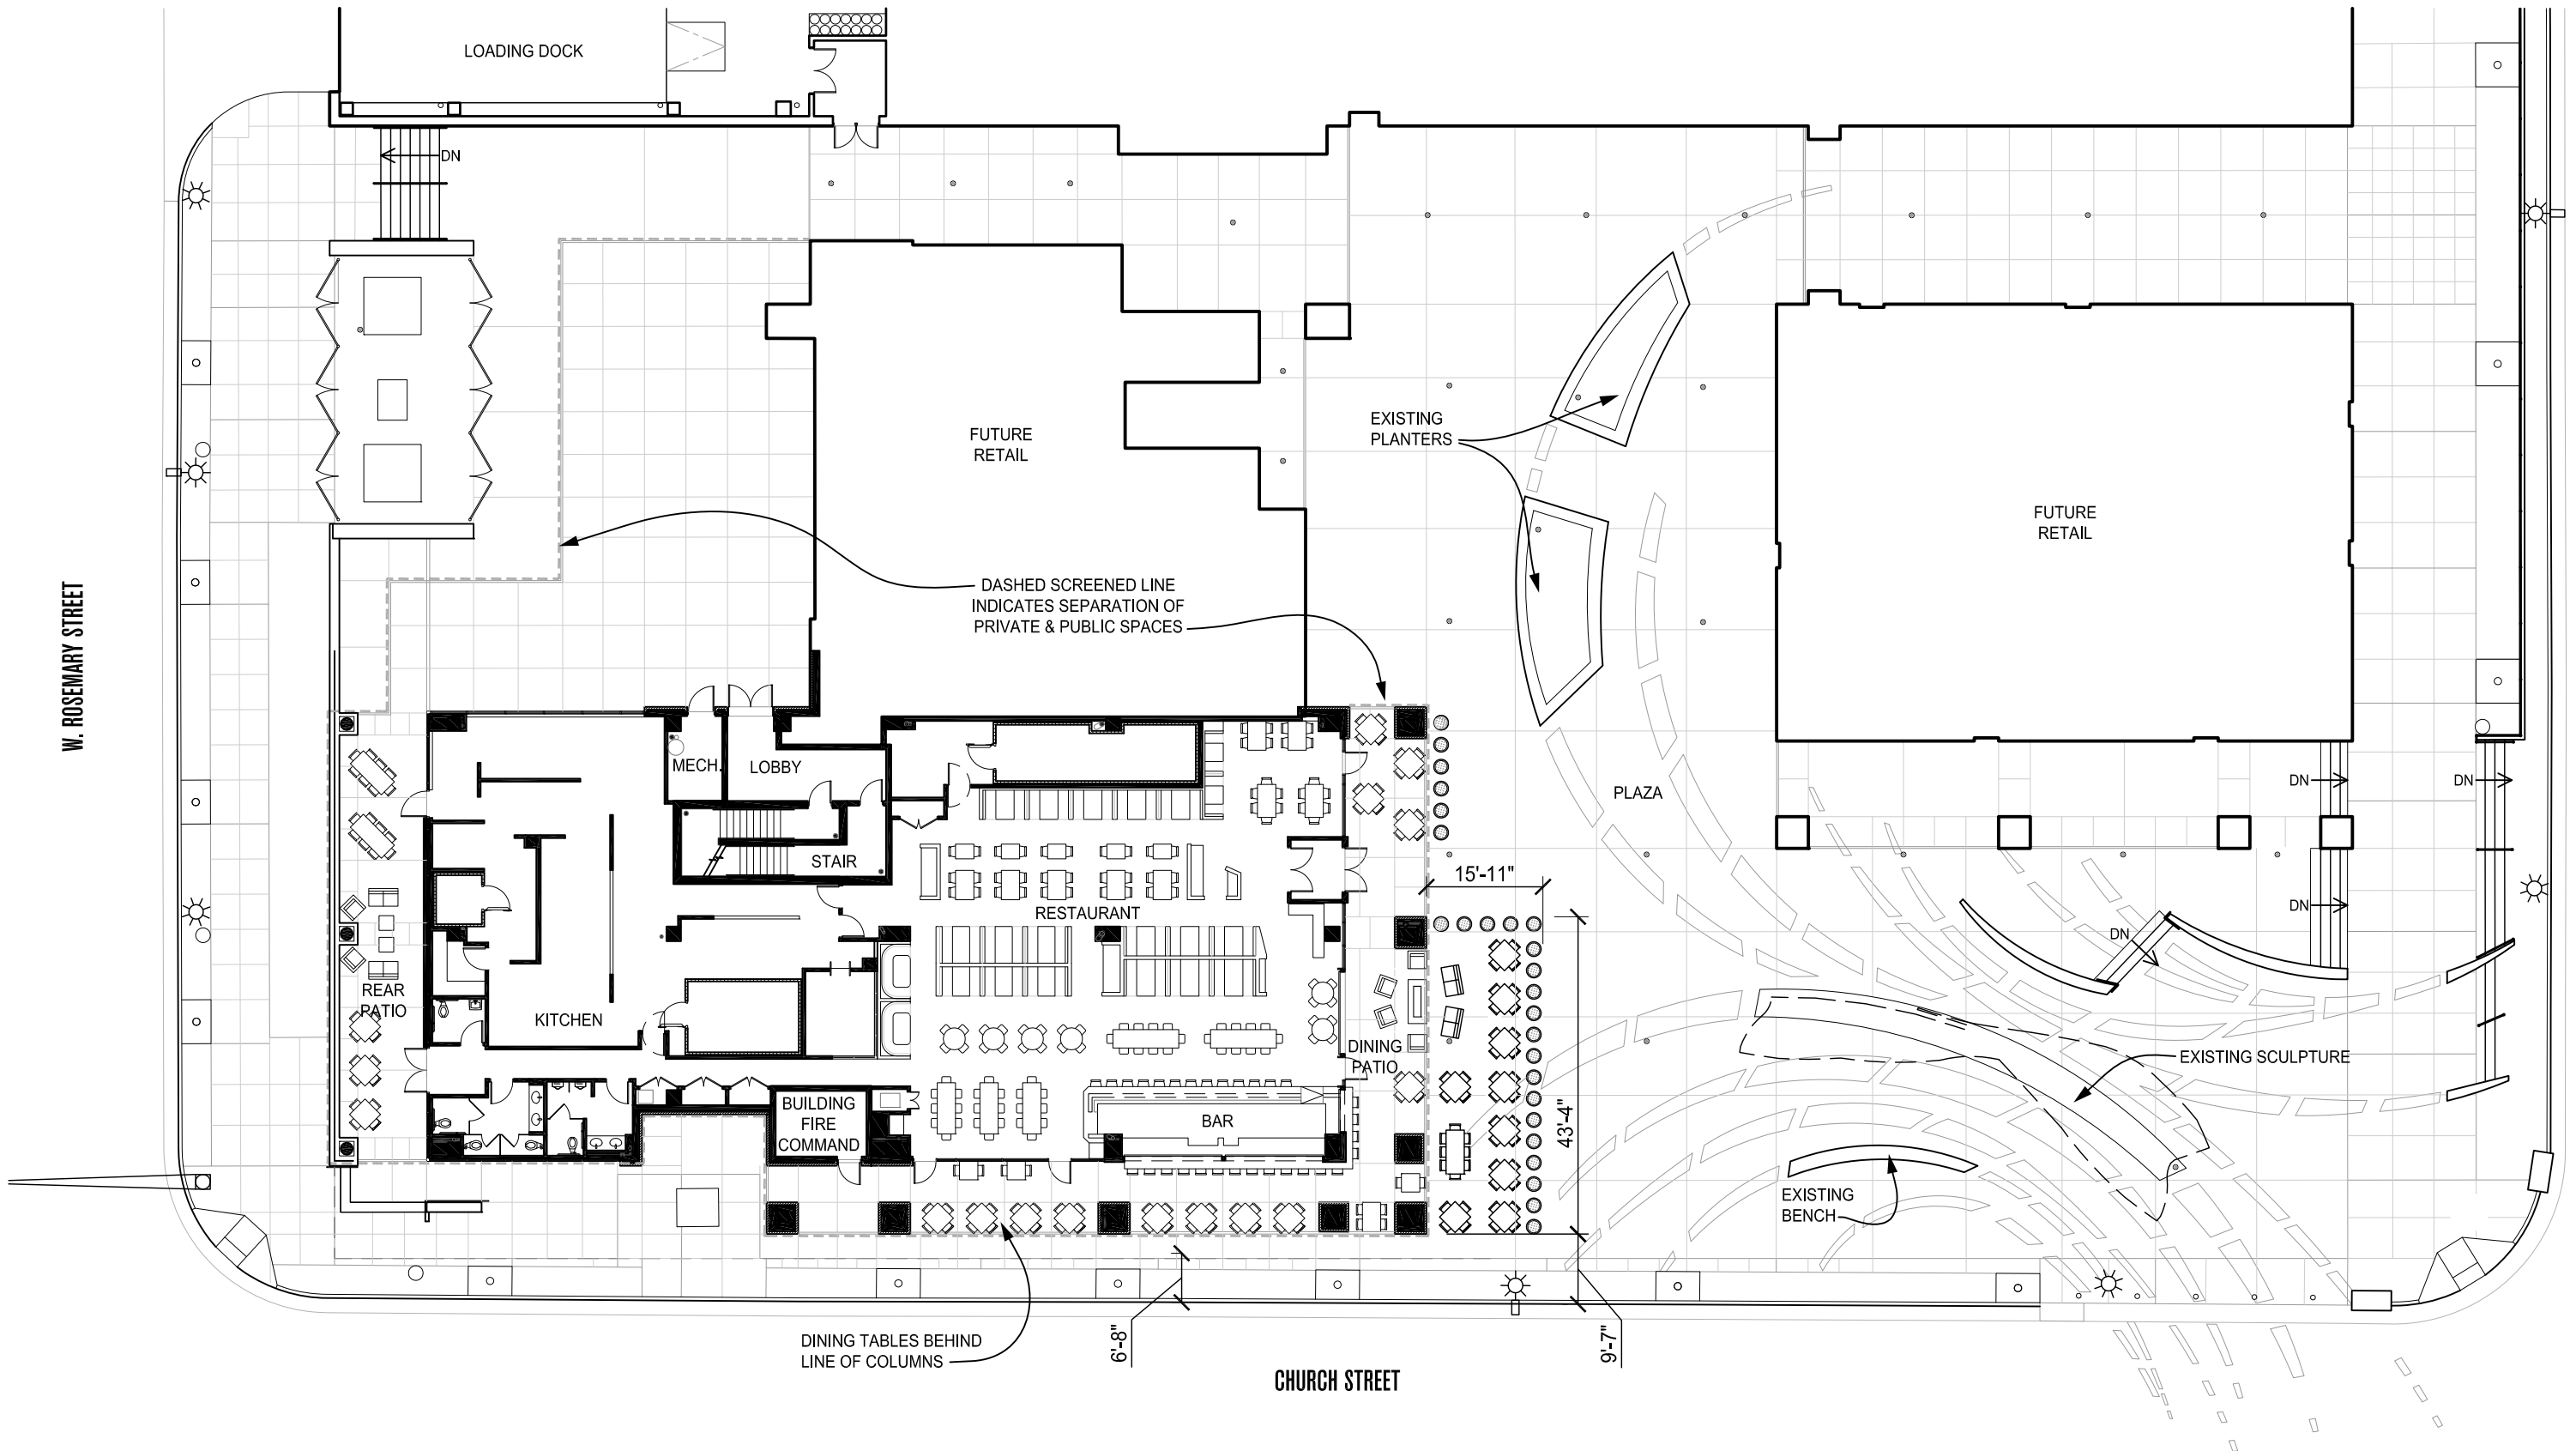 LOADING DOCK
DN
FUTURE
RETAIL
EXISTING
PLANTERS
FUTURE
RETAIL
DASHED SCREENED LINE
INDICATES SEPARATION OF
PRIVATE & PUBLIC SPACES
W. ROSEMARY STREET
MECH.
LOBBY
PLAZA
DN
DN
STAIR
15'-11"
RESTAURANT
DN
DN
REAR
PATIO
KITCHEN
DINING
PATIO
EXISTING SCULPTURE
BUILDING
FIRE
COMMAND
BAR
43'-4"
EXISTING
BENCH
DINING TABLES BEHIND
LINE OF COLUMNS
6'-8"
9'-7"
CHURCH STREET